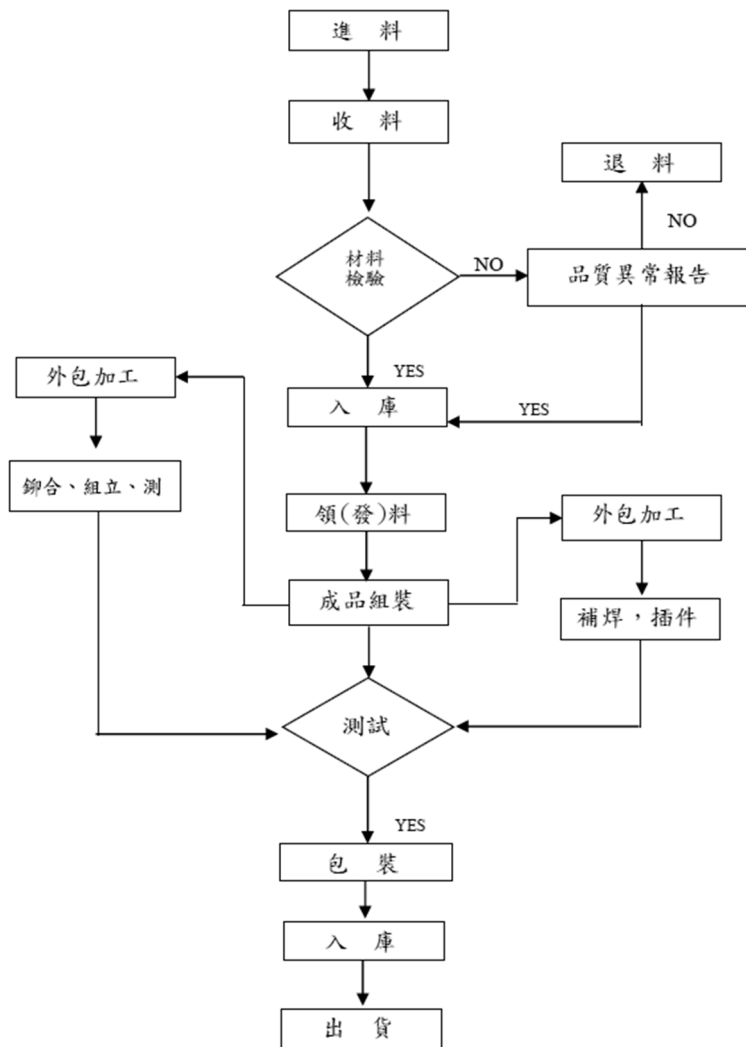 進 料
收 料
退 料
NO
材料
檢驗
NO
品質異常報告
YES
外包加工
入 庫
YES
鉚合、組立、測
領(發)料
外包加工
成品組裝
補焊，插件
測試
YES
包 裝
入 庫
出 貨